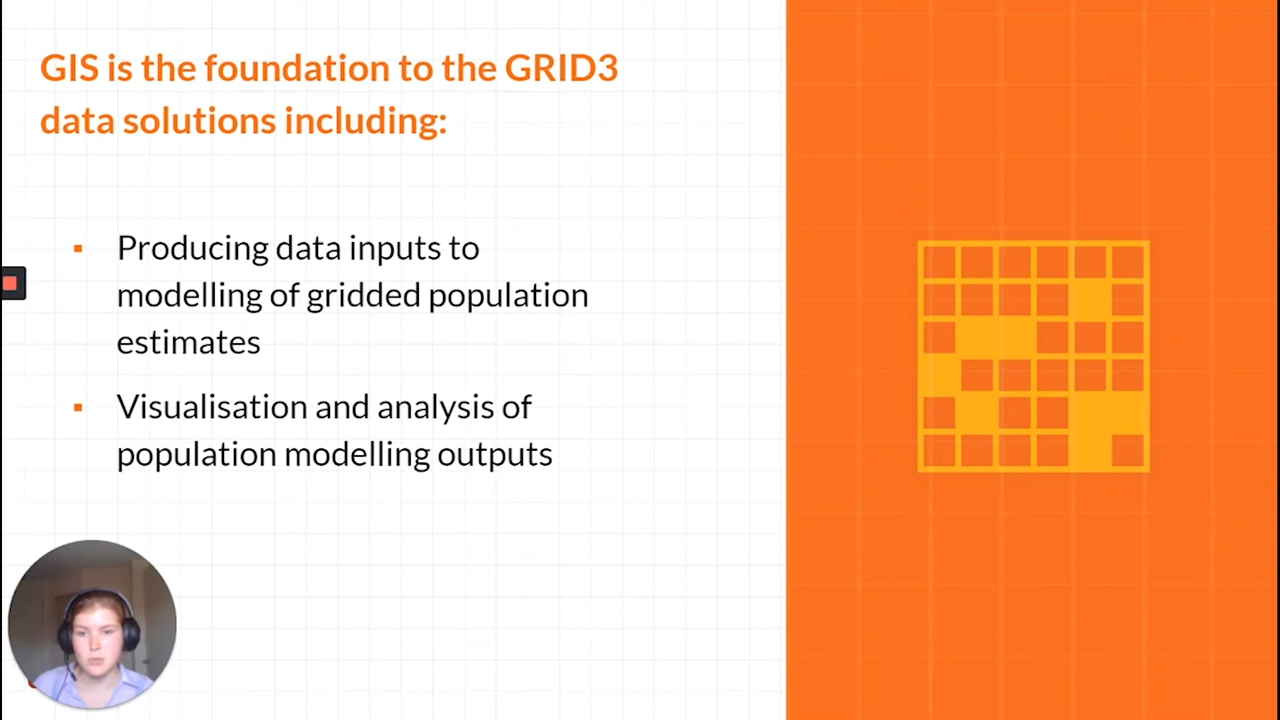 GIS is the foundation to the GRID3
data solutions including:
Producing data inputs to
modelling of gridded population
estimates
Visualisation and analysis of
population modelling outputs